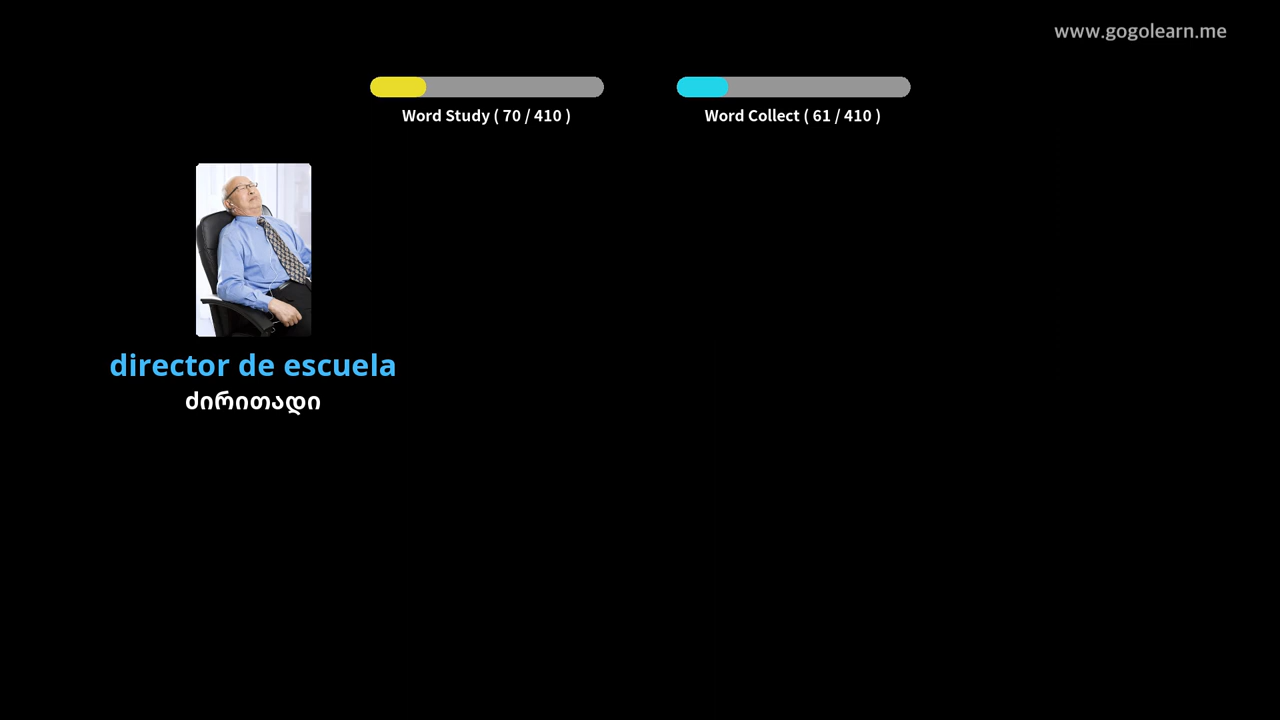 www.gogolearn.me
Word Study ( 70 / 410 )
Word Collect ( 61 / 410 )
director de escuela
ძირითადი